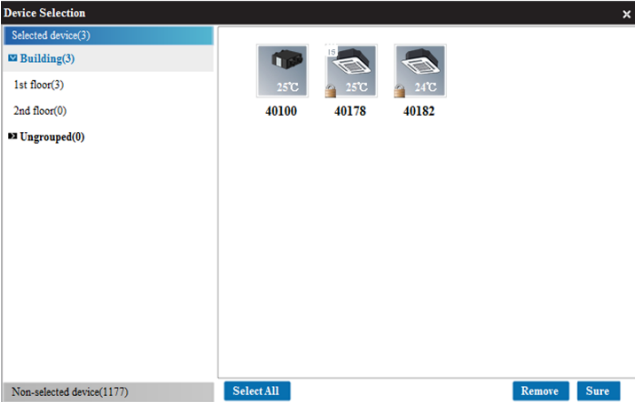 Device Selection
Selected device(3)
Building(3)
1st floor(3)
2nd floor(0)
Ungrouped(0)
Non-selected device(1177)
25℃
25℃
24℃
40100
40178
40182
Select All
Remove
Sure